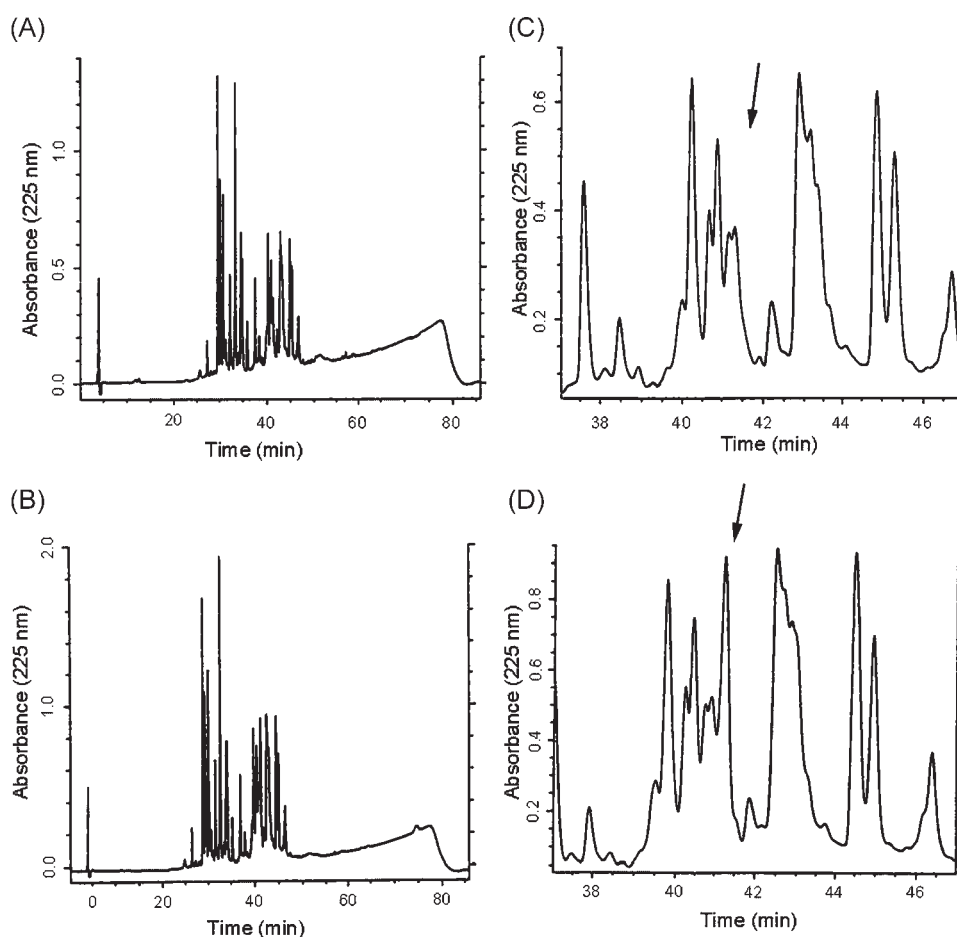 (A)
Absorbance (225 nm)
1.0
0.5
0.0
20 40 60 80
Time (min)
(C)
Absorbance (225 nm)
0.6
0.4
0.2
38 40 42 44 46
Time (min)
(B)
Absorbance (225 nm)
2.0
1.0
0.0
0 20 40 60 80
Time (min)
(D)
Absorbance (225 nm)
0.8
0.6
0.4
0.2
38 40 42 44 46
Time (min)